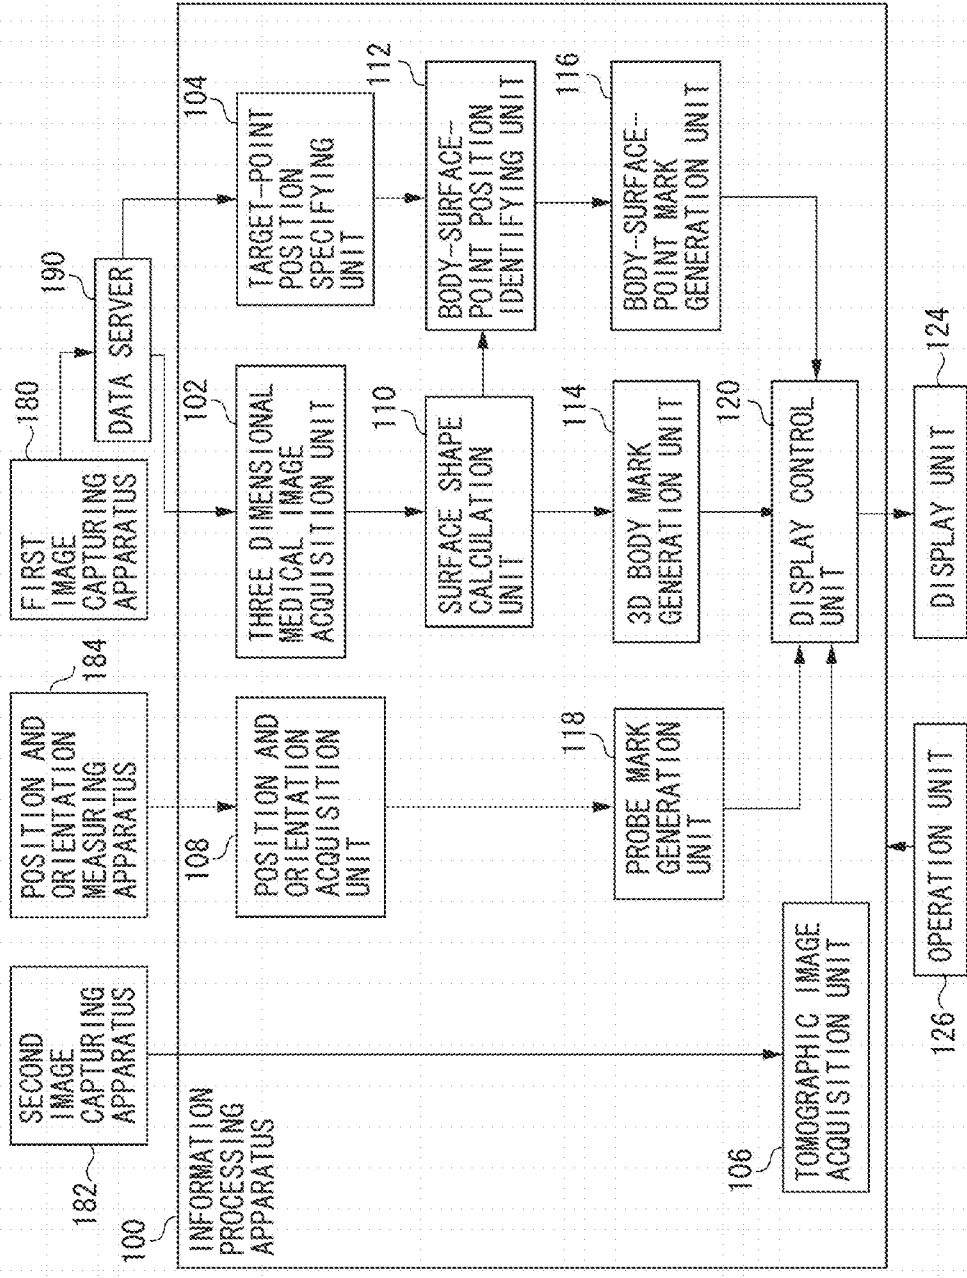 100
INFORMATION
PROCESSING
APPARATUS
182
SECOND
IMAGE
CAPTURING
APPARATUS
184
POSITION AND
ORIENTATION
MEASURING
APPARATUS
180
FIRST
IMAGE
CAPTURING
APPARATUS
190
DATA SERVER
108
POSITION AND
ORIENTATION
ACQUISITION
UNIT
102
THREE DIMENSIONAL
MEDICAL IMAGE
ACQUISITION UNIT
104
TARGET-POINT
POSITION
SPECIFYING
UNIT
110
SURFACE SHAPE
CALCULATION
UNIT
112
BODY-SURFACE-
POINT POSITION
IDENTIFYING UNIT
118
PROBE MARK
GENERATION
UNIT
114
3D BODY MARK
GENERATION UNIT
116
BODY-SURFACE-
POINT MARK
GENERATION UNIT
106
TOMOGRAPHIC IMAGE
ACQUISITION UNIT
120
DISPLAY CONTROL
UNIT
126
OPERATION UNIT
124
DISPLAY UNIT